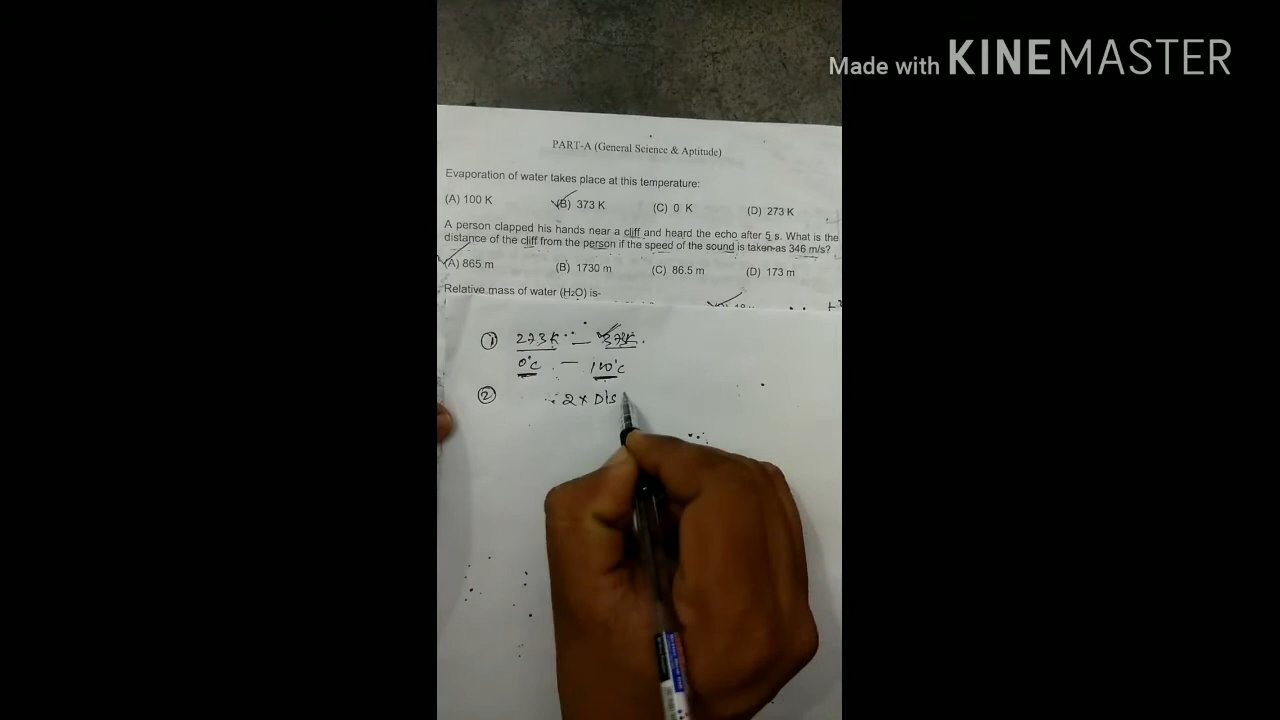 Made with KINEMASTER
PART-A (General Science & Aptitude)
Evaporation of water takes place at this temperature:
(A) 100 K (B) 373 K (C) 0 K (D) 273 K
A person clapped his hands near a cliff and heard the echo after 5 s. What is the
distance of the cliff from the person if the speed of the sound is taken as 346 m/s?
(A) 865 m (B) 1730 m (C) 86.5 m (D) 173 m
Relative mass of water (H₂O) is-
① 273K — 373K.
0°C — 100°C
② 2 × Dis